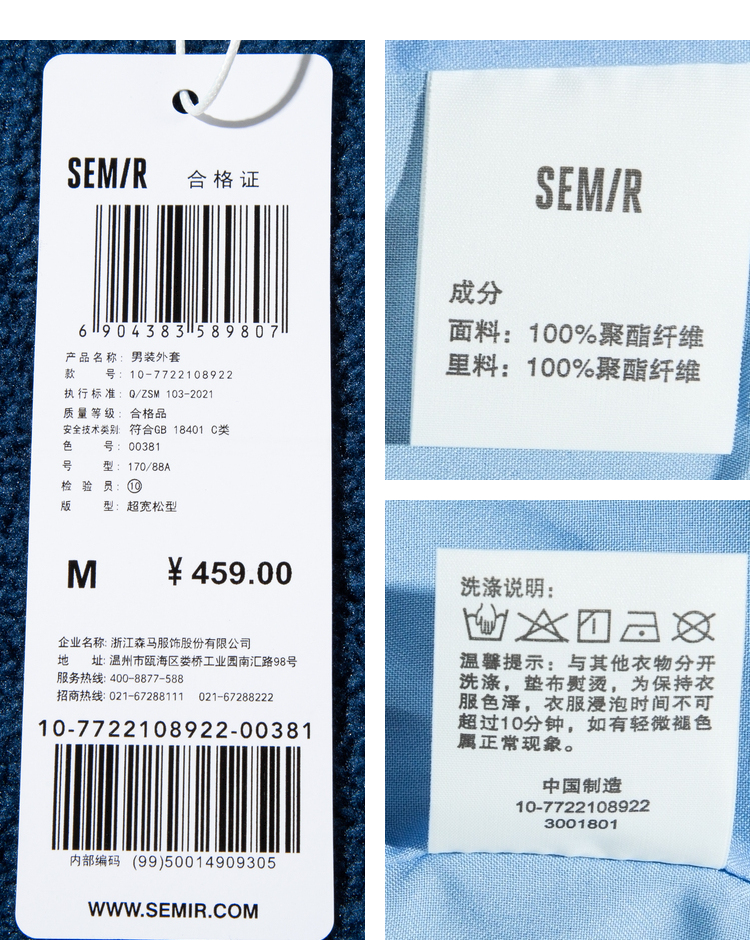 SEMIR 合格证
6 904383 589807
产品名称: 男装外套
款 号: 10-7722108922
执行标准: Q/ZSM 103-2021
质量等级: 合格品
安全技术类别: 符合GB 18401 C类
色 号: 00381
号 型: 170/88A
检 验 员: ⑩
版 型: 超宽松型
M ¥ 459.00
企业名称: 浙江森马服饰股份有限公司
地 址: 温州市瓯海区娄桥工业园南汇路98号
服务热线: 400-8877-588
招商热线: 021-67288111 021-67288222
10-7722108922-00381
内部编码 (99)50014909305
WWW.SEMIR.COM
SEMIR
成分
面料: 100%聚酯纤维
里料: 100%聚酯纤维
洗涤说明:
温馨提示: 与其他衣物分开
洗涤, 垫布熨烫, 为保持衣
服色泽, 衣服浸泡时间不可
超过10分钟, 如有轻微褪色
属正常现象。
中国制造
10-7722108922
3001801